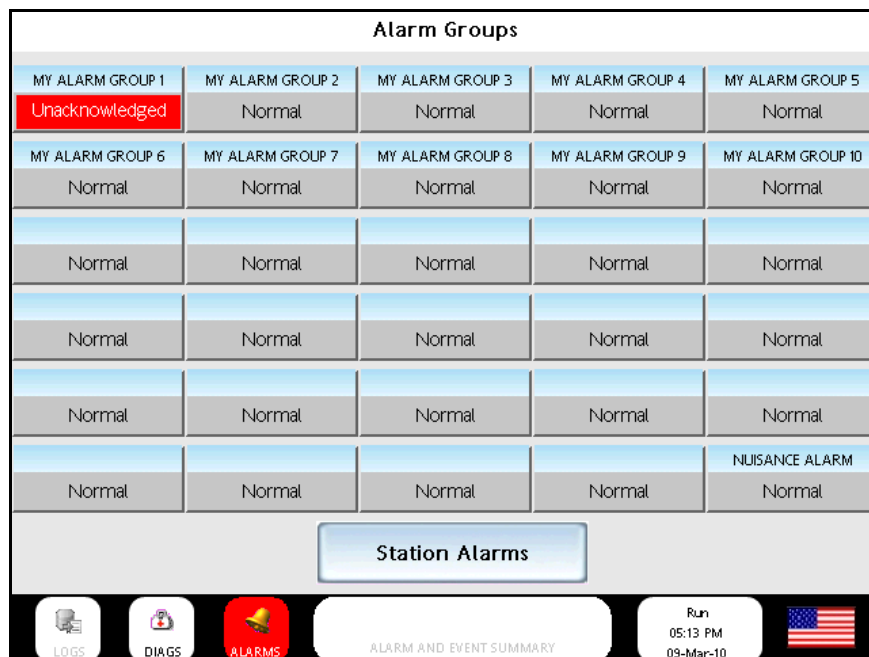 Alarm Groups
MY ALARM GROUP 1 MY ALARM GROUP 2 MY ALARM GROUP 3 MY ALARM GROUP 4 MY ALARM GROUP 5
Unacknowledged Normal Normal Normal Normal
MY ALARM GROUP 6 MY ALARM GROUP 7 MY ALARM GROUP 8 MY ALARM GROUP 9 MY ALARM GROUP 10
Normal Normal Normal Normal Normal
Normal Normal Normal Normal Normal
Normal Normal Normal Normal Normal
Normal Normal Normal Normal Normal
NUISANCE ALARM
Normal Normal Normal Normal Normal
Station Alarms
Run
05:13 PM
LOGS DIAGS ALARMS ALARM AND EVENT SUMMARY 09-Mar-10